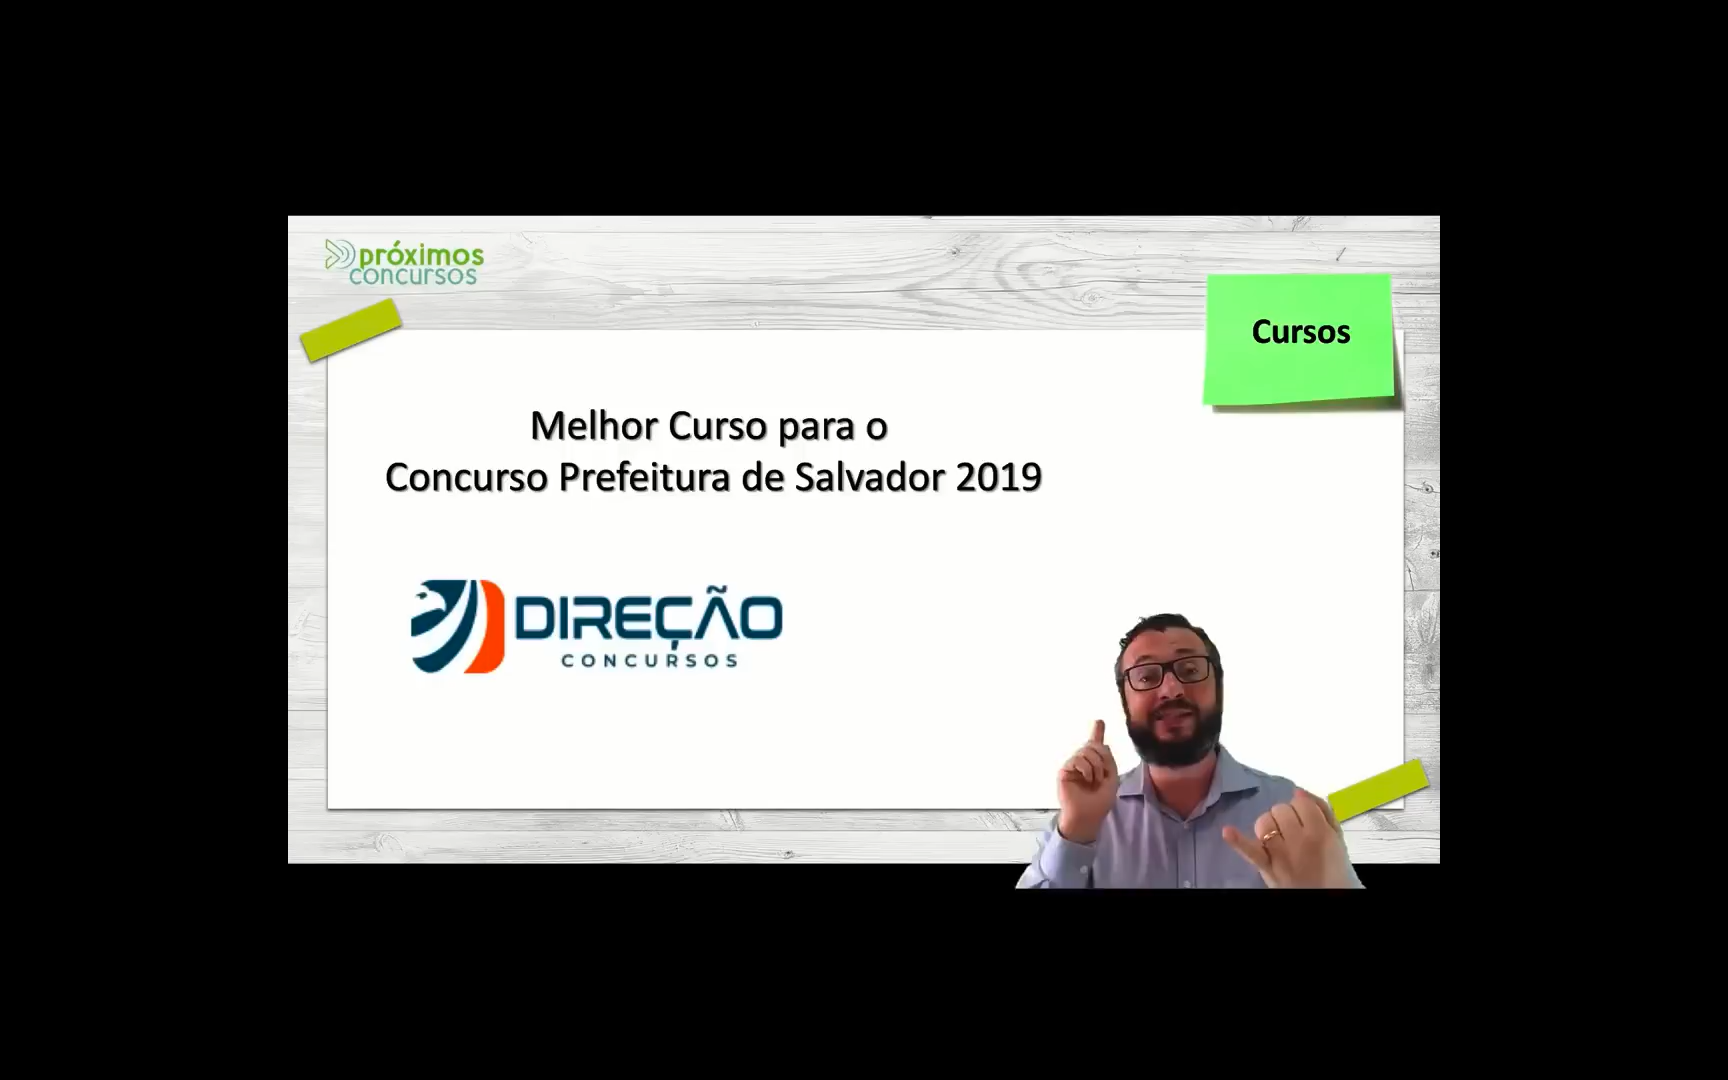 próximos
concursos
Cursos
Melhor Curso para o
Concurso Prefeitura de Salvador 2019
DIREÇÃO
CONCURSOS